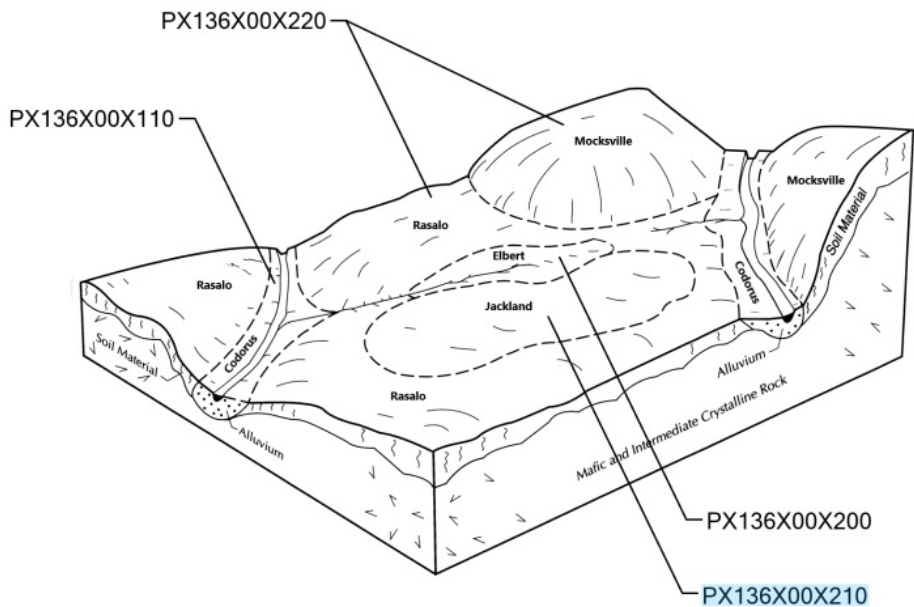 PX136X00X220
PX136X00X110
Mocksville
Mocksville
Rasalo
Soil Material
Elbert
Rasalo
Codorus
Jackland
Codorus
Soil Material
Alluvium
Rasalo
Mafic and Intermediate Crystalline Rock
Alluvium
PX136X00X200
PX136X00X210